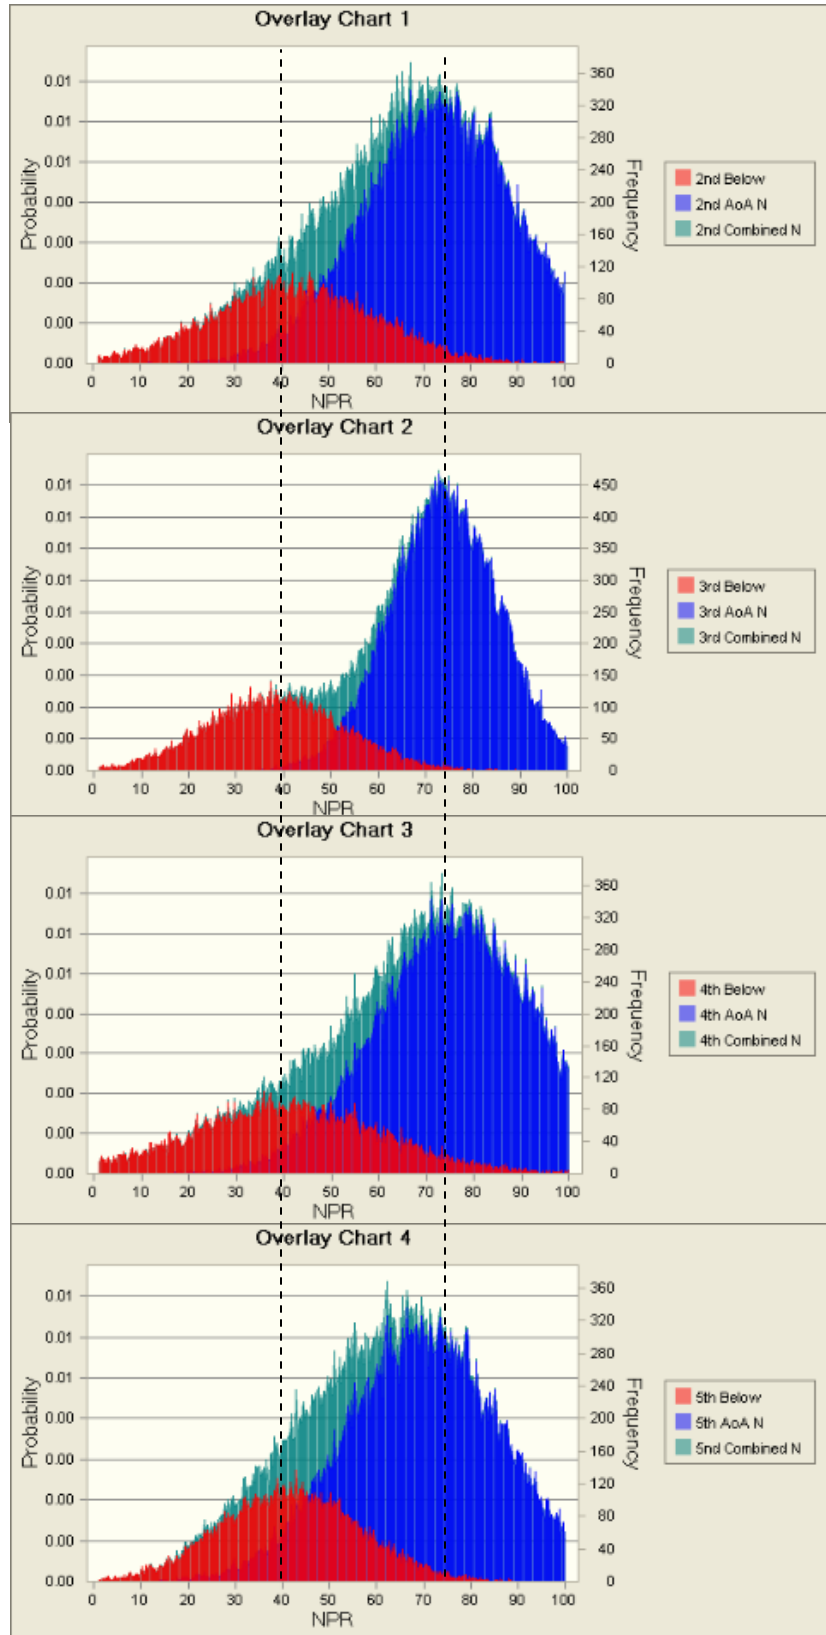 Overlay Chart 1
Probability
0.01
0.01
0.01
0.00
0.00
0.00
0.00
0.00
360
320
280
240
200
160
120
80
40
0
Frequency
0 10 20 30 40 50 60 70 80 90 100
NPR
2nd Below
2nd AoA N
2nd Combined N
Overlay Chart 2
Probability
0.01
0.01
0.01
0.01
0.00
0.00
0.00
0.00
0.00
0.00
450
400
350
300
250
200
150
100
50
0
Frequency
0 10 20 30 40 50 60 70 80 90 100
NPR
3rd Below
3rd AoA N
3rd Combined N
Overlay Chart 3
Probability
0.01
0.01
0.01
0.00
0.00
0.00
0.00
0.00
360
320
280
240
200
160
120
80
40
0
Frequency
0 10 20 30 40 50 60 70 80 90 100
NPR
4th Below
4th AoA N
4th Combined N
Overlay Chart 4
Probability
0.01
0.01
0.01
0.00
0.00
0.00
0.00
0.00
360
320
280
240
200
160
120
80
40
0
Frequency
0 10 20 30 40 50 60 70 80 90 100
NPR
5th Below
5th AoA N
5nd Combined N